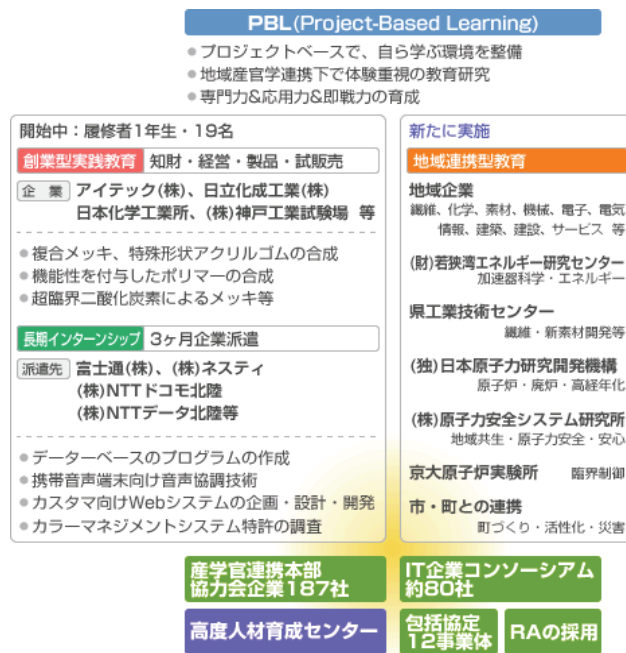 PBL(Project-Based Learning)
●プロジェクトベースで、自ら学ぶ環境を整備
●地域産官学連携下で体験重視の教育研究
●専門力&応用力&即戦力の育成
開始中：履修者1年生・19名
創業型実践教育 知財・経営・製品・試販売
企 業 アイテック(株)、日立化成工業(株)
日本化学工業所、(株)神戸工業試験場 等
●複合メッキ、特殊形状アクリルゴムの合成
●機能性を付与したポリマーの合成
●超臨界二酸化炭素によるメッキ等
長期インターンシップ 3ヶ月企業派遣
派遣先 富士通(株)、(株)ネスティ
(株)NTTドコモ北陸
(株)NTTデータ北陸等
●データーベースのプログラムの作成
●携帯音声端末向け音声協調技術
●カスタマ向けWebシステムの企画・設計・開発
●カラーマネジメントシステム特許の調査
新たに実施
地域連携型教育
地域企業
繊維、化学、素材、機械、電子、電気
情報、建築、建設、サービス 等
(財)若狭湾エネルギー研究センター
加速器科学・エネルギー
県工業技術センター
繊維・新素材開発等
(独)日本原子力研究開発機構
原子炉・廃炉・高経年化
(株)原子力安全システム研究所
地域共生・原子力安全・安心
京大原子炉実験所 臨界制御
市・町との連携
町づくり・活性化・災害
産学官連携本部
協力会企業187社
IT企業コンソーシアム
約80社
高度人材育成センター
包括協定
12事業体
RAの採用